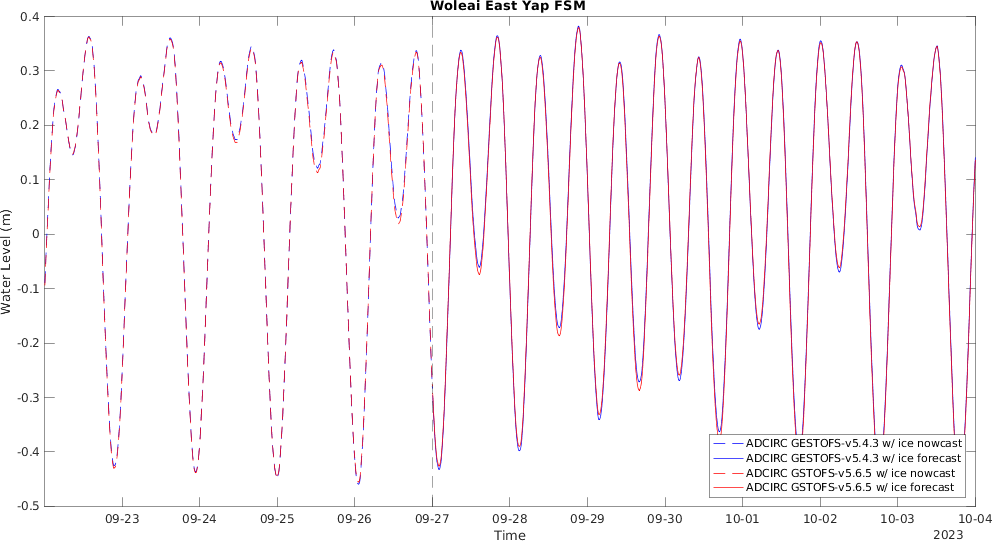 Woleai East Yap FSM
0.4
0.3
0.2
0.1
0
-0.1
-0.2
-0.3
-0.4
-0.5
Water Level (m)
ADCIRC GESTOFS-v5.4.3 w/ ice nowcast
ADCIRC GESTOFS-v5.4.3 w/ ice forecast
ADCIRC GSTOFS-v5.6.5 w/ ice nowcast
ADCIRC GSTOFS-v5.6.5 w/ ice forecast
09-23 09-24 09-25 09-26 09-27 09-28 09-29 09-30 10-01 10-02 10-03 10-04
Time
2023